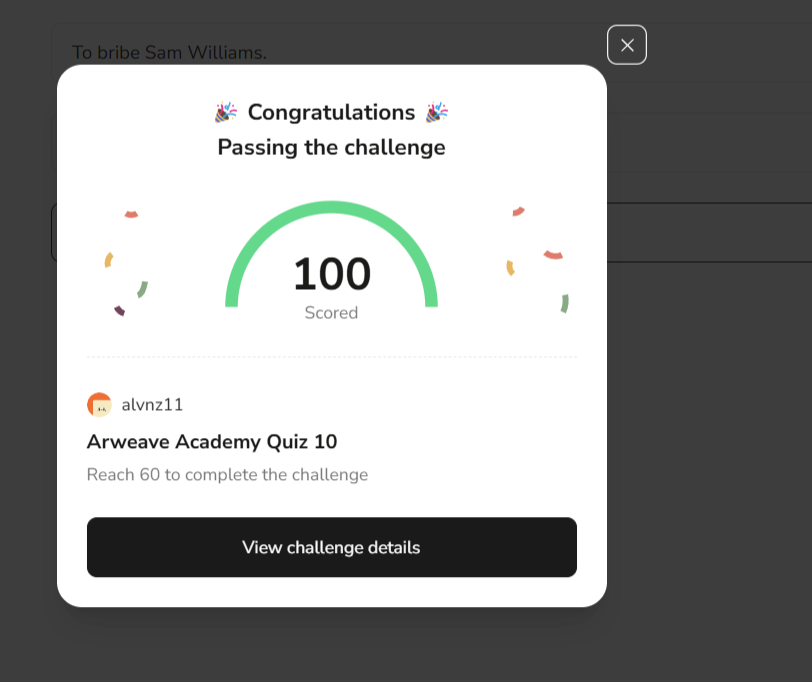 To bribe Sam Williams.
🎉 Congratulations 🎉
Passing the challenge
100
Scored
alvnz11
Arweave Academy Quiz 10
Reach 60 to complete the challenge
View challenge details